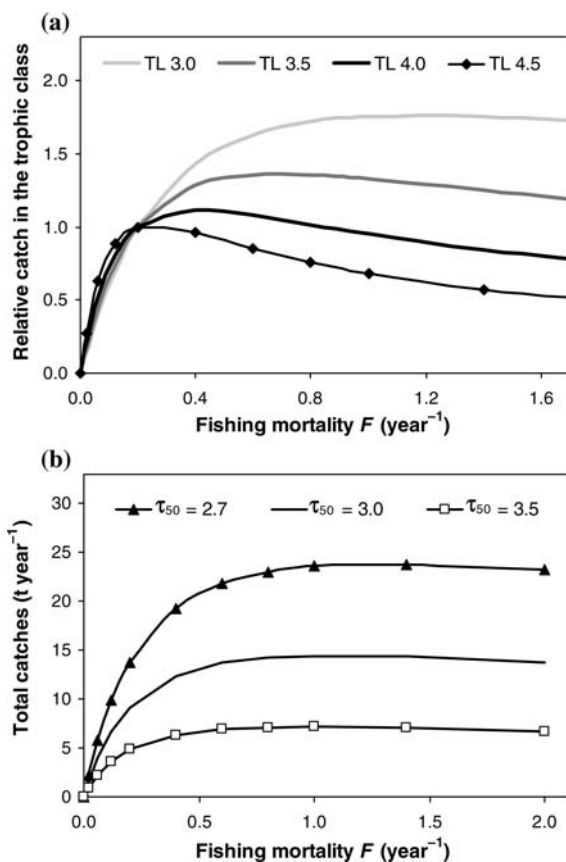 (a)
TL 3.0 TL 3.5 TL 4.0 TL 4.5
Relative catch in the trophic class
2.0
1.5
1.0
0.5
0.0
0.0 0.4 0.8 1.2 1.6
Fishing mortality F (year⁻¹)
(b)
τ₅₀ = 2.7 τ₅₀ = 3.0 τ₅₀ = 3.5
Total catches (t year⁻¹)
30
25
20
15
10
5
0
0.0 0.5 1.0 1.5 2.0
Fishing mortality F (year⁻¹)